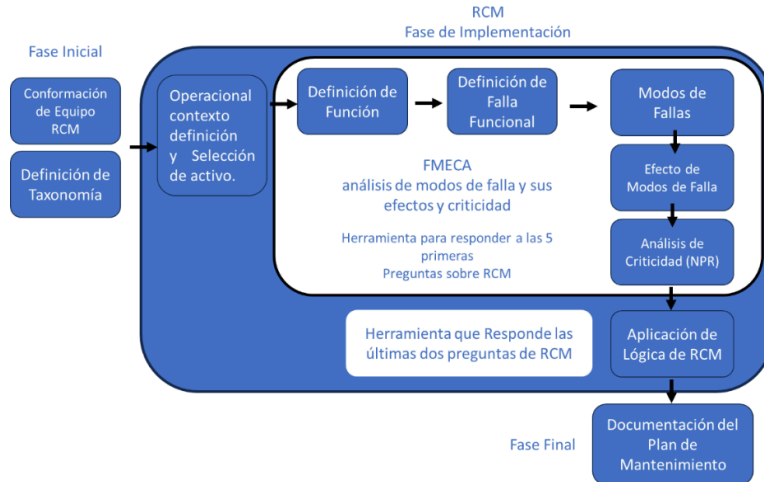 RCM
Fase de Implementación
Fase Inicial
Conformación
de Equipo
RCM
Definición de
Taxonomía
Operacional
contexto
definición
y Selección
de activo.
Definición de
Función
Definición de
Falla
Funcional
Modos de
Fallas
FMECA
análisis de modos de falla y sus
efectos y criticidad
Efecto de
Modos de Falla
Herramienta para responder a las 5
primeras
Preguntas sobre RCM
Análisis de
Criticidad (NPR)
Herramienta que Responde las
últimas dos preguntas de RCM
Aplicación de
Lógica de RCM
Fase Final
Documentación del
Plan de
Mantenimiento